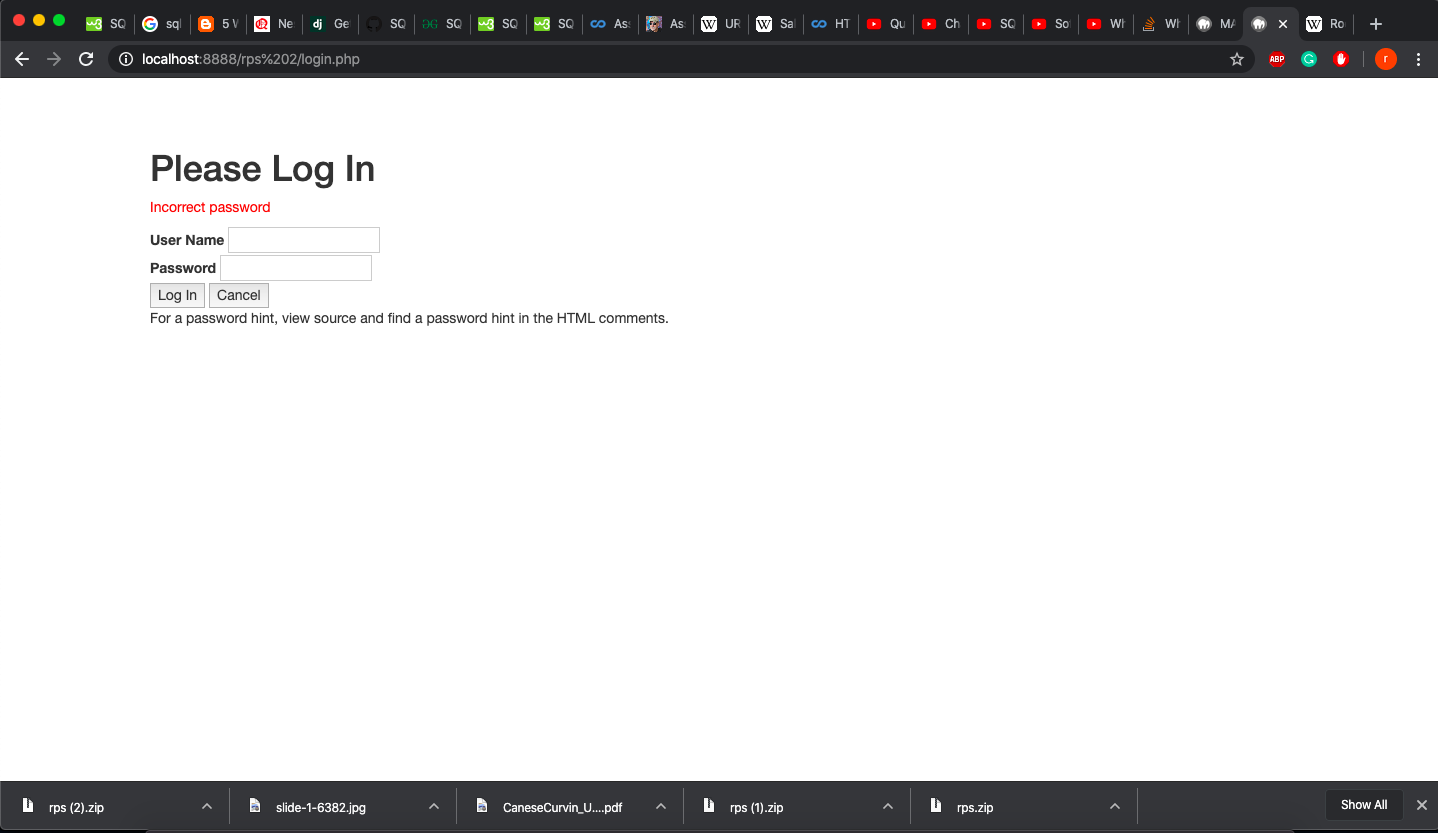 SQ
sql
5 W
Ne
Ge
SQ
SQ
SQ
SQ
Ass
Ass
UR
Sal
HT
Qu
Ch
SQ
So
Wh
Wh
MA
Ro
localhost:8888/rps%202/login.php
ABP
r
Please Log In
Incorrect password
User Name
Password
Log In Cancel
For a password hint, view source and find a password hint in the HTML comments.
rps (2).zip
slide-1-6382.jpg
CaneseCurvin_U....pdf
rps (1).zip
rps.zip
Show All